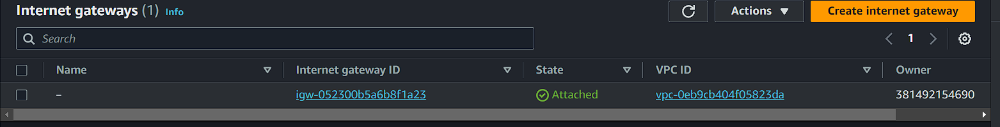 Internet gateways (1) Info
Actions
Create internet gateway
Search
1
Name Internet gateway ID State VPC ID Owner
– igw-052300b5a6b8f1a23 Attached vpc-0eb9cb404f05823da 381492154690